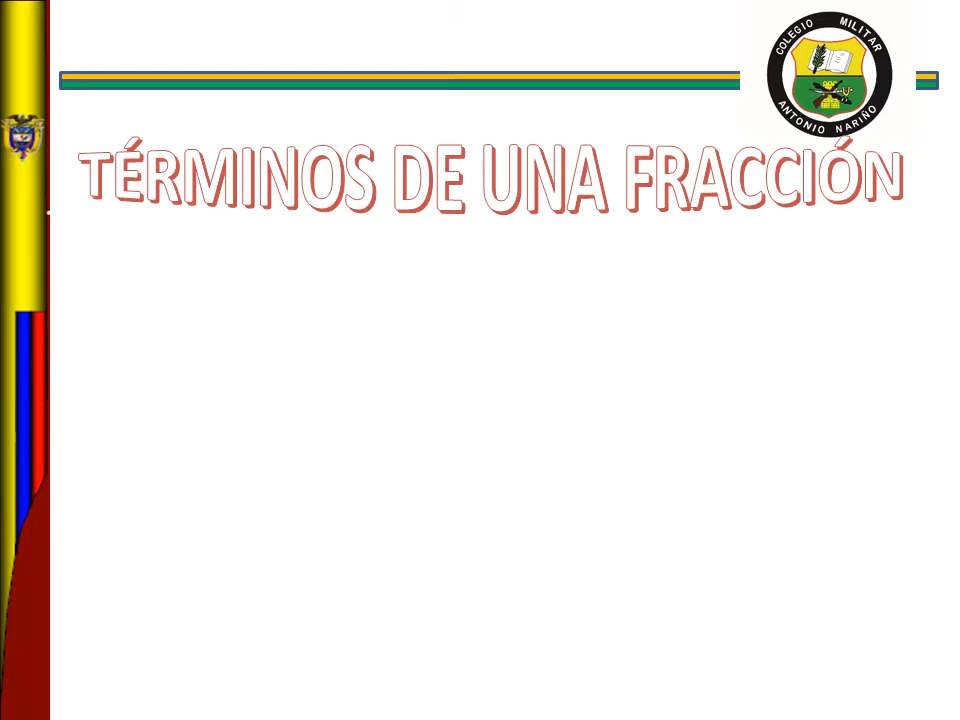 COLEGIO MILITAR
ANTONIO NARIÑO
TÉRMINOS DE UNA FRACCIÓN